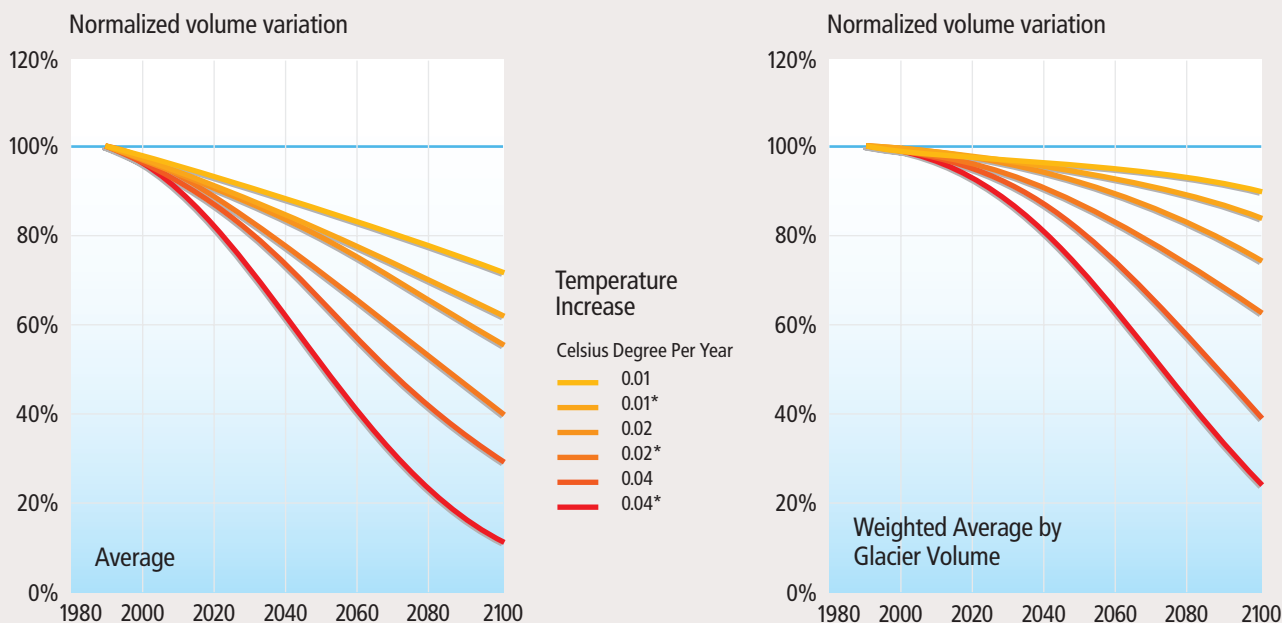 Normalized volume variation
120%
100%
80%
60%
40%
20%
0%
Average
1980 2000 2020 2040 2060 2080 2100
Temperature
Increase
Celsius Degree Per Year
0.01
0.01*
0.02
0.02*
0.04
0.04*
Normalized volume variation
120%
100%
80%
60%
40%
20%
0%
Weighted Average by
Glacier Volume
1980 2000 2020 2040 2060 2080 2100